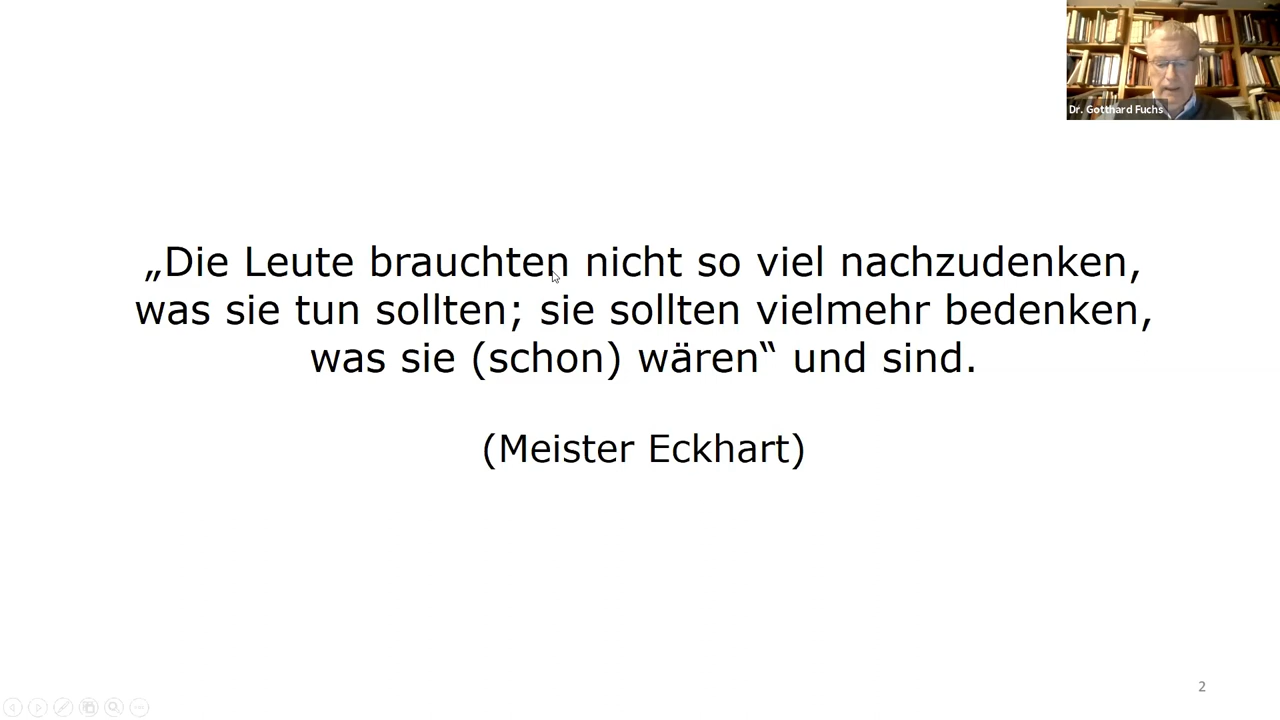 Dr. Gotthard Fuchs
„Die Leute brauchten nicht so viel nachzudenken,
was sie tun sollten; sie sollten vielmehr bedenken,
was sie (schon) wären“ und sind.
(Meister Eckhart)
2